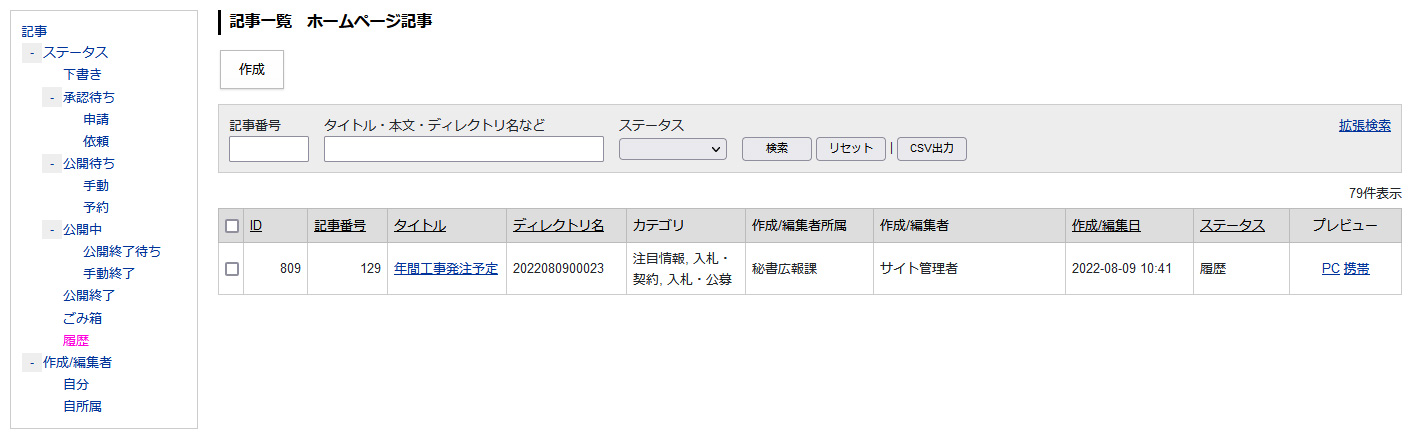 記事
- ステータス
下書き
- 承認待ち
申請
依頼
- 公開待ち
手動
予約
- 公開中
公開終了待ち
手動終了
公開終了
ごみ箱
履歴
- 作成/編集者
自分
自所属
記事一覧　ホームページ記事
作成
記事番号 タイトル・本文・ディレクトリ名など ステータス 拡張検索
検索 リセット | CSV出力
79件表示
ID 記事番号 タイトル ディレクトリ名 カテゴリ 作成/編集者所属 作成/編集者 作成/編集日 ステータス プレビュー
809 129 年間工事発注予定 2022080900023 注目情報, 入札・ 秘書広報課 サイト管理者 2022-08-09 10:41 履歴 PC 携帯
契約, 入札・公募